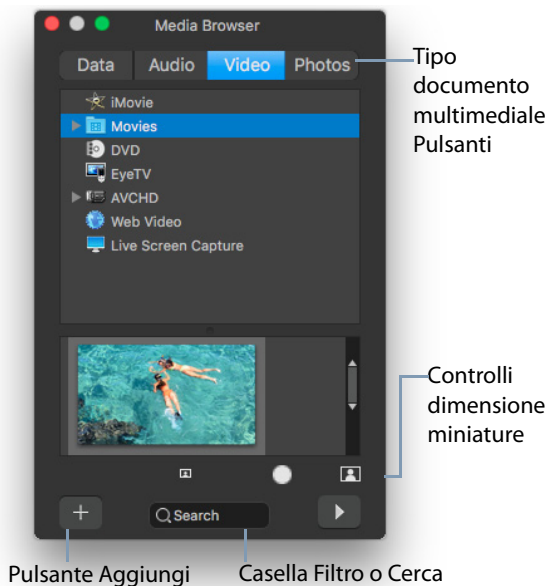 Media Browser
Data Audio Video Photos
iMovie
Movies
DVD
EyeTV
AVCHD
Web Video
Live Screen Capture
Search
Tipo
documento
multimediale
Pulsanti
Controlli
dimensione
miniature
Pulsante Aggiungi
Casella Filtro o Cerca